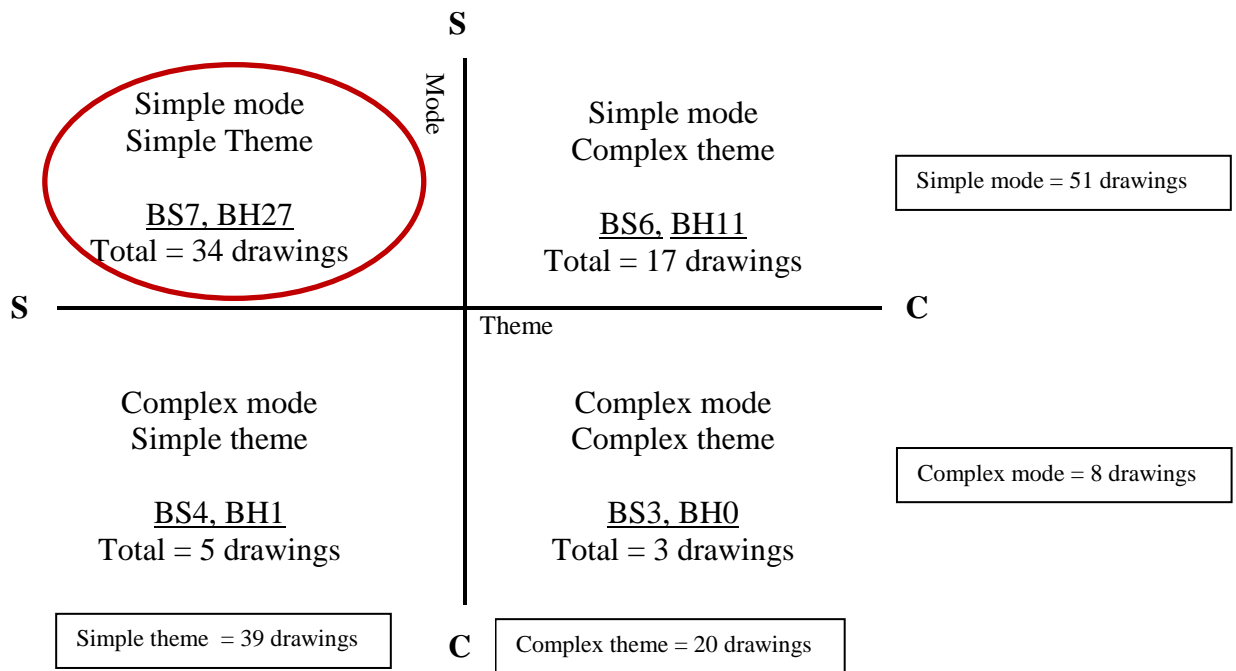 S
Mode
Simple mode
Simple Theme
BS7, BH27
Total = 34 drawings
Simple mode
Complex theme
BS6, BH11
Total = 17 drawings
Simple mode = 51 drawings
S
C
Theme
Complex mode
Simple theme
BS4, BH1
Total = 5 drawings
Complex mode
Complex theme
BS3, BH0
Total = 3 drawings
Complex mode = 8 drawings
Simple theme = 39 drawings
C
Complex theme = 20 drawings